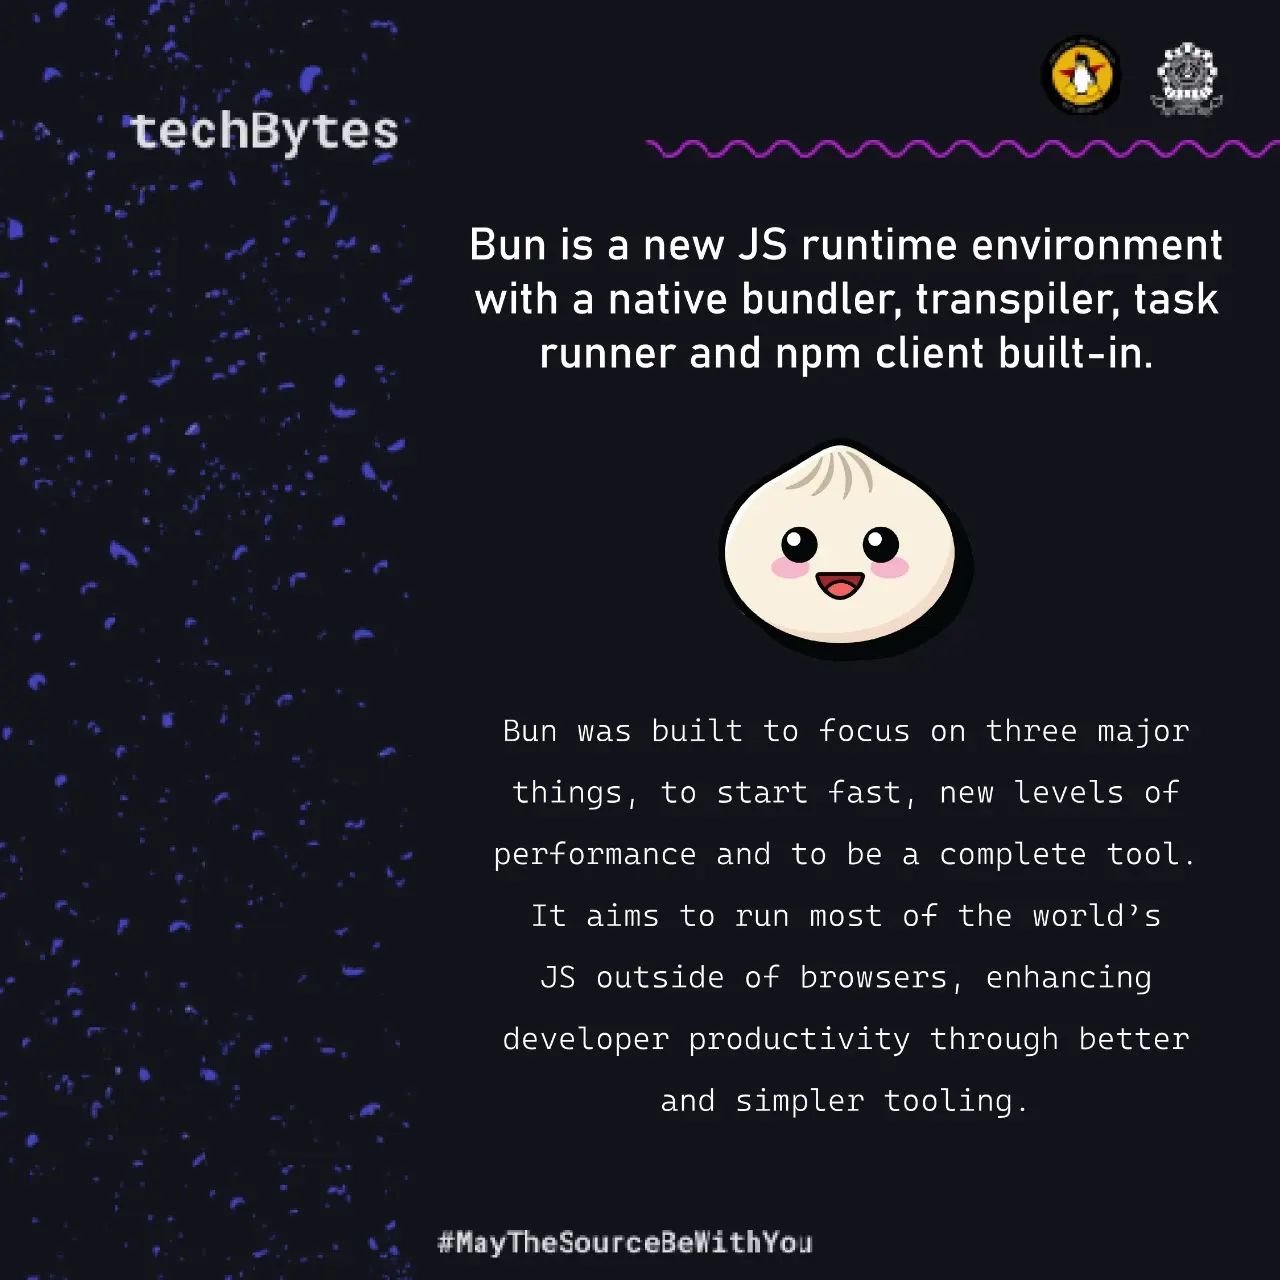 techBytes
Bun is a new JS runtime environment
with a native bundler, transpiler, task
runner and npm client built-in.
Bun was built to focus on three major
things, to start fast, new levels of
performance and to be a complete tool.
It aims to run most of the world’s
JS outside of browsers, enhancing
developer productivity through better
and simpler tooling.
#MayTheSourceBeWithYou